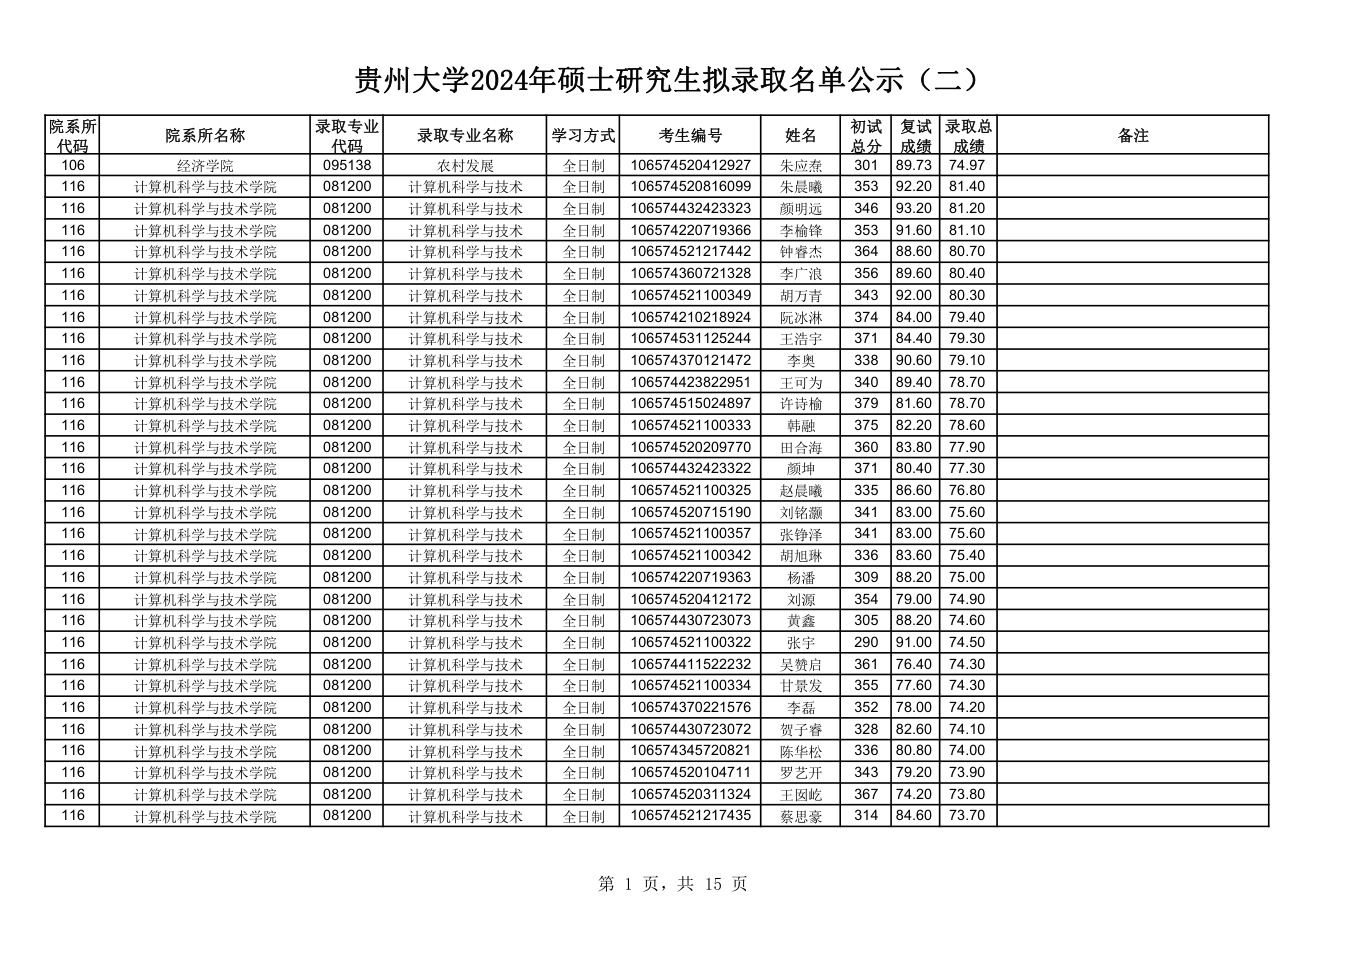 贵州大学2024年硕士研究生拟录取名单公示（二）
院系所代码 院系所名称 录取专业代码 录取专业名称 学习方式 考生编号 姓名 初试总分 复试成绩 录取总成绩 备注
106 经济学院 095138 农村发展 全日制 106574520412927 朱应焘 301 89.73 74.97
116 计算机科学与技术学院 081200 计算机科学与技术 全日制 106574520816099 朱晨曦 353 92.20 81.40
116 计算机科学与技术学院 081200 计算机科学与技术 全日制 106574432423323 颜明远 346 93.20 81.20
116 计算机科学与技术学院 081200 计算机科学与技术 全日制 106574220719366 李榆锋 353 91.60 81.10
116 计算机科学与技术学院 081200 计算机科学与技术 全日制 106574521217442 钟睿杰 364 88.60 80.70
116 计算机科学与技术学院 081200 计算机科学与技术 全日制 106574360721328 李广浪 356 89.60 80.40
116 计算机科学与技术学院 081200 计算机科学与技术 全日制 106574521100349 胡万青 343 92.00 80.30
116 计算机科学与技术学院 081200 计算机科学与技术 全日制 106574210218924 阮冰淋 374 84.00 79.40
116 计算机科学与技术学院 081200 计算机科学与技术 全日制 106574531125244 王浩宇 371 84.40 79.30
116 计算机科学与技术学院 081200 计算机科学与技术 全日制 106574370121472 李奥 338 90.60 79.10
116 计算机科学与技术学院 081200 计算机科学与技术 全日制 106574423822951 王可为 340 89.40 78.70
116 计算机科学与技术学院 081200 计算机科学与技术 全日制 106574515024897 许诗榆 379 81.60 78.70
116 计算机科学与技术学院 081200 计算机科学与技术 全日制 106574521100333 韩融 375 82.20 78.60
116 计算机科学与技术学院 081200 计算机科学与技术 全日制 106574520209770 田合海 360 83.80 77.90
116 计算机科学与技术学院 081200 计算机科学与技术 全日制 106574432423322 颜坤 371 80.40 77.30
116 计算机科学与技术学院 081200 计算机科学与技术 全日制 106574521100325 赵晨曦 335 86.60 76.80
116 计算机科学与技术学院 081200 计算机科学与技术 全日制 106574520715190 刘铭灏 341 83.00 75.60
116 计算机科学与技术学院 081200 计算机科学与技术 全日制 106574521100357 张铮泽 341 83.00 75.60
116 计算机科学与技术学院 081200 计算机科学与技术 全日制 106574521100342 胡旭琳 336 83.60 75.40
116 计算机科学与技术学院 081200 计算机科学与技术 全日制 106574220719363 杨潘 309 88.20 75.00
116 计算机科学与技术学院 081200 计算机科学与技术 全日制 106574520412172 刘源 354 79.00 74.90
116 计算机科学与技术学院 081200 计算机科学与技术 全日制 106574430723073 黄鑫 305 88.20 74.60
116 计算机科学与技术学院 081200 计算机科学与技术 全日制 106574521100322 张宇 290 91.00 74.50
116 计算机科学与技术学院 081200 计算机科学与技术 全日制 106574411522232 吴赞启 361 76.40 74.30
116 计算机科学与技术学院 081200 计算机科学与技术 全日制 106574521100334 甘景发 355 77.60 74.30
116 计算机科学与技术学院 081200 计算机科学与技术 全日制 106574370221576 李磊 352 78.00 74.20
116 计算机科学与技术学院 081200 计算机科学与技术 全日制 106574430723072 贺子睿 328 82.60 74.10
116 计算机科学与技术学院 081200 计算机科学与技术 全日制 106574345720821 陈华松 336 80.80 74.00
116 计算机科学与技术学院 081200 计算机科学与技术 全日制 106574520104711 罗艺开 343 79.20 73.90
116 计算机科学与技术学院 081200 计算机科学与技术 全日制 106574520311324 王囡屹 367 74.20 73.80
116 计算机科学与技术学院 081200 计算机科学与技术 全日制 106574521217435 蔡思豪 314 84.60 73.70
第 1 页，共 15 页